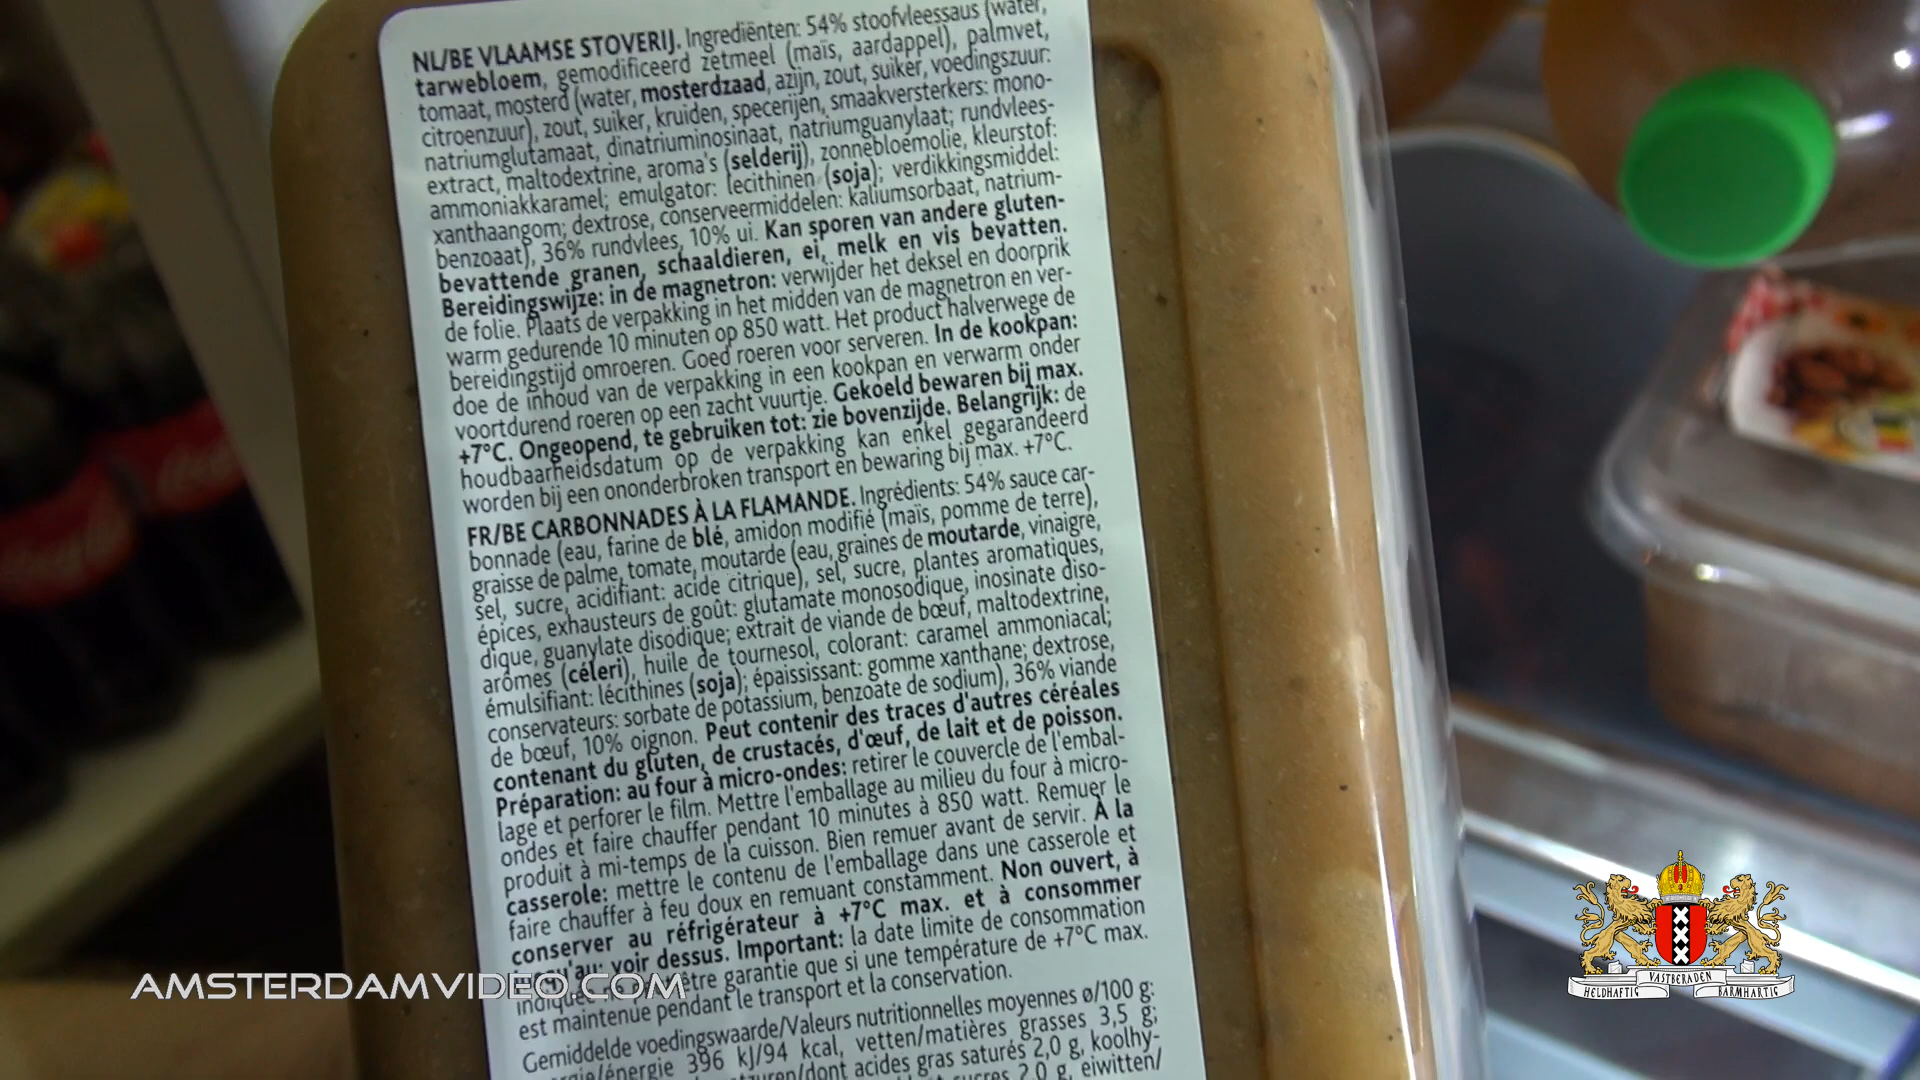 NL/BE VLAAMSE STOVERIJ. Ingrediënten: 54% stoofvleessaus (water,
tarwebloem, gemodificeerd zetmeel (maïs, aardappel), palmvet,
tomaat, mosterd (water, mosterdzaad, azijn, zout, suiker, voedingszuur:
citroenzuur), zout, suiker, kruiden, specerijen, smaakversterkers: mono-
natriumglutamaat, dinatriuminosinaat, natriumguanylaat; rundvlees-
extract, maltodextrine, aroma's (selderij), zonnebloemolie, kleurstof:
ammoniakkaramel; emulgator: lecithinen (soja); verdikkingsmiddel:
xanthaangom; dextrose, conserveermiddelen: kaliumsorbaat, natrium-
benzoaat), 36% rundvlees, 10% ui. Kan sporen van andere gluten-
bevattende granen, schaaldieren, ei, melk en vis bevatten.
Bereidingswijze: in de magnetron: verwijder het deksel en doorprik
de folie. Plaats de verpakking in het midden van de magnetron en ver-
warm gedurende 10 minuten op 850 watt. Het product halverwege de
bereidingstijd omroeren. Goed roeren voor serveren. In de kookpan:
doe de inhoud van de verpakking in een kookpan en verwarm onder
voortdurend roeren op een zacht vuurtje. Gekoeld bewaren bij max.
+7°C. Ongeopend, te gebruiken tot: zie bovenzijde. Belangrijk: de
houdbaarheidsdatum op de verpakking kan enkel gegarandeerd
worden bij een ononderbroken transport en bewaring bij max. +7°C.
FR/BE CARBONNADES À LA FLAMANDE. Ingrédients: 54% sauce car-
bonnade (eau, farine de blé, amidon modifié (maïs, pomme de terre),
graisse de palme, tomate, moutarde (eau, graines de moutarde, vinaigre,
sel, sucre, acidifiant: acide citrique), sel, sucre, plantes aromatiques,
épices, exhausteurs de goût: glutamate monosodique, inosinate diso-
dique, guanylate disodique; extrait de viande de bœuf, maltodextrine,
arômes (céleri), huile de tournesol, colorant: caramel ammoniacal;
émulsifiant: lécithines (soja); épaississant: gomme xanthane; dextrose,
conservateurs: sorbate de potassium, benzoate de sodium), 36% viande
de bœuf, 10% oignon. Peut contenir des traces d'autres céréales
contenant du gluten, de crustacés, d'œuf, de lait et de poisson.
Préparation: au four à micro-ondes: retirer le couvercle de l'embal-
lage et perforer le film. Mettre l'emballage au milieu du four à micro-
ondes et faire chauffer pendant 10 minutes à 850 watt. Remuer le
produit à mi-temps de la cuisson. Bien remuer avant de servir. À la
casserole: mettre le contenu de l'emballage dans une casserole et
faire chauffer à feu doux en remuant constamment. Non ouvert, à
conserver au réfrigérateur à +7°C max. et à consommer
voir dessus. Important: la date limite de consommation
être garantie que si une température de +7°C max.
est maintenue pendant le transport et la conservation.
Gemiddelde voedingswaarde/Valeurs nutritionnelles moyennes ø/100 g:
/énergie 396 kJ/94 kcal, vetten/matières grasses 3,5 g;
/dont acides gras saturés 2,0 g, koolhy-
sucres 2,0 g, eiwitten/
AMSTERDAMVIDEO.COM
HELDHAFTIG VASTBERADEN BARMHARTIG